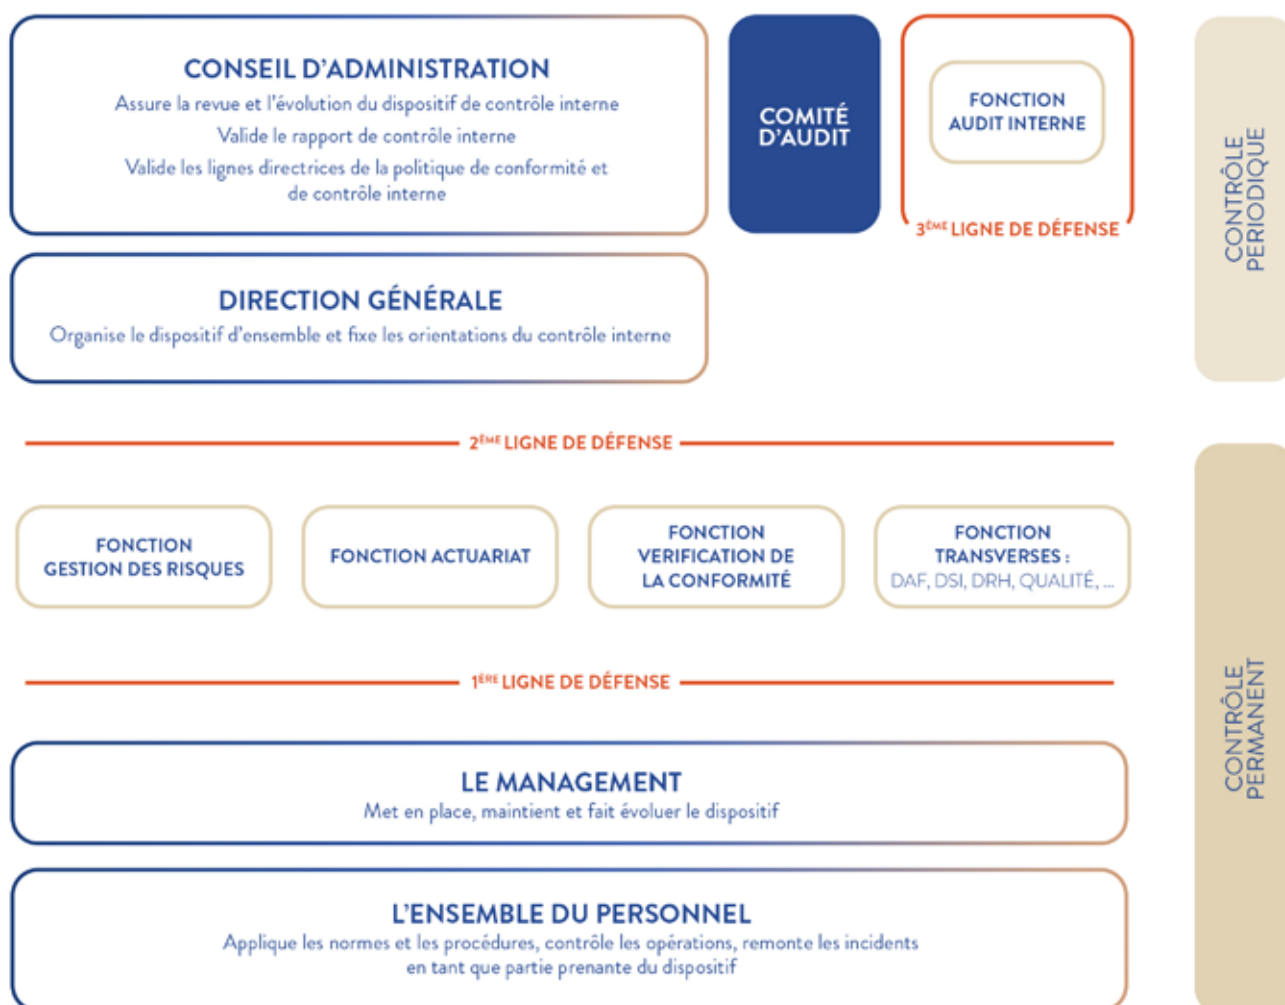 CONSEIL D'ADMINISTRATION
Assure la revue et l'évolution du dispositif de contrôle interne
Valide le rapport de contrôle interne
Valide les lignes directrices de la politique de conformité et
de contrôle interne
COMITÉ
D'AUDIT
FONCTION
AUDIT INTERNE
3ÈME LIGNE DE DÉFENSE
CONTRÔLE
PERIODIQUE
DIRECTION GÉNÉRALE
Organise le dispositif d'ensemble et fixe les orientations du contrôle interne
2ÈME LIGNE DE DÉFENSE
FONCTION
GESTION DES RISQUES
FONCTION ACTUARIAT
FONCTION
VERIFICATION DE
LA CONFORMITÉ
FONCTION
TRANSVERSES :
DAF, DSI, DRH, QUALITÉ, ...
1ÈRE LIGNE DE DÉFENSE
CONTRÔLE
PERMANENT
LE MANAGEMENT
Met en place, maintient et fait évoluer le dispositif
L'ENSEMBLE DU PERSONNEL
Applique les normes et les procédures, contrôle les opérations, remonte les incidents
en tant que partie prenante du dispositif